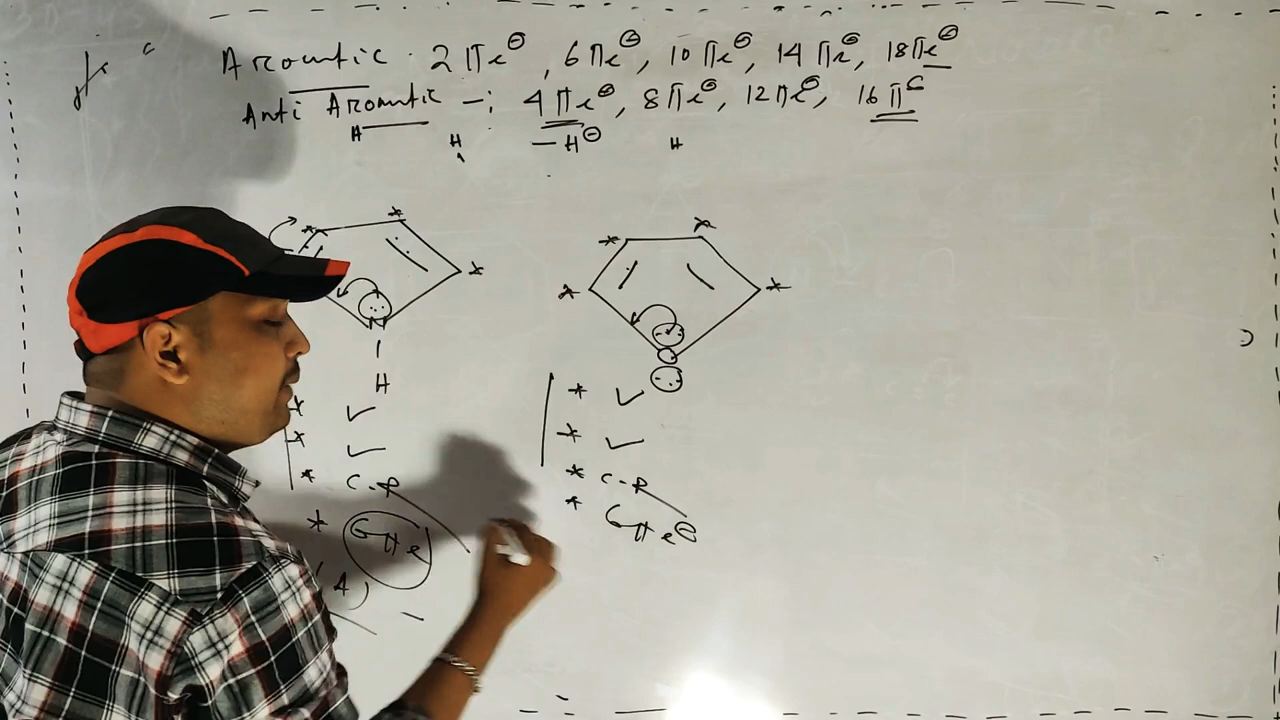 Aromatic · 2πe⊖, 6πe⊖, 10πe⊖, 14πe⊖, 18πe⊖
Anti Aromatic -: 4πe⊖, 8πe⊖, 12πe⊖, 16πe
H H -H⊖ H
N
H
O
* ✓ * ✓
* ✓ * ✓
* C.P * C.P
* 6πe * 6πe⊖
(A)